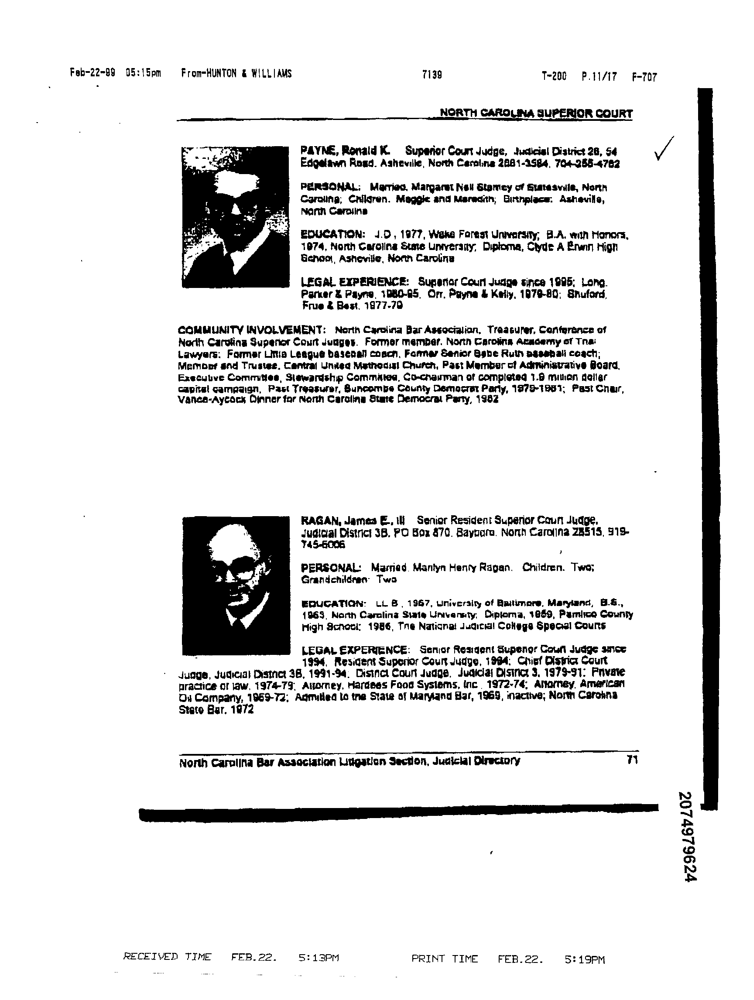 Feb-22-99 05:15pm From-HUNTON & WILLIAMS 7139 T-200 P.11/17 F-707
NORTH CAROLINA SUPERIOR COURT
PAYNE, Ronald K. Superior Court Judge, Judicial District 28, 54
Edgelawn Road. Asheville, North Carolina 2881-3584, 704-255-4782
PERSONAL: Married. Margaret Nell Stamey of Statesville, North
Carolina; Children. Maggie and Meredith; Birthplace: Asheville,
North Carolina
EDUCATION: J.D, 1977, Wake Forest University; B.A. with Honors,
1974, North Carolina State University; Diploma, Clyde A Erwin High
School, Asheville, North Carolina
LEGAL EXPERIENCE: Superior Court Judge since 1995; Long.
Parker & Payne, 1980-95, Orr, Payne & Kelly, 1979-80; Shuford,
Frue & Best, 1977-79
COMMUNITY INVOLVEMENT: North Carolina Bar Association, Treasurer, Conference of
North Carolina Superior Court Judges. Former member. North Carolina Academy of Trial
Lawyers; Former Little League baseball coach, Former Senior Babe Ruth baseball coach;
Member and Trustee, Central United Methodist Church, Past Member of Administrative Board,
Executive Committee, Stewardship Committee, Co-chairman of completed 1.9 million dollar
capital campaign, Past Treasurer, Buncombe County Democrat Party, 1979-1981; Past Chair,
Vance-Aycock Dinner for North Carolina State Democrat Party, 1982
RAGAN, James E., III Senior Resident Superior Court Judge,
Judicial District 3B, PO Box 870. Bayboro. North Carolina 28515, 919-
745-6006
PERSONAL: Married Marilyn Henry Ragan. Children. Two;
Grandchildren Two
EDUCATION: LL B, 1967, University of Baltimore, Maryland, B.S.,
1963, North Carolina State University; Diploma, 1959, Pamlico County
High School; 1986, The National Judicial College Special Courts
LEGAL EXPERIENCE: Senior Resident Superior Court Judge since
1994, Resident Superior Court Judge, 1994; Chief District Court
Judge, Judicial District 3B, 1991-94, District Court Judge, Judicial District 3, 1979-91; Private
practice of law, 1974-79; Attorney, Hardees Food Systems, Inc, 1972-74; Attorney, American
Oil Company, 1969-72; Admitted to the State of Maryland Bar, 1969, inactive; North Carolina
State Bar, 1972
North Carolina Bar Association Litigation Section, Judicial Directory 71
2074979624
RECEIVED TIME FEB.22. 5:13PM PRINT TIME FEB.22. 5:19PM